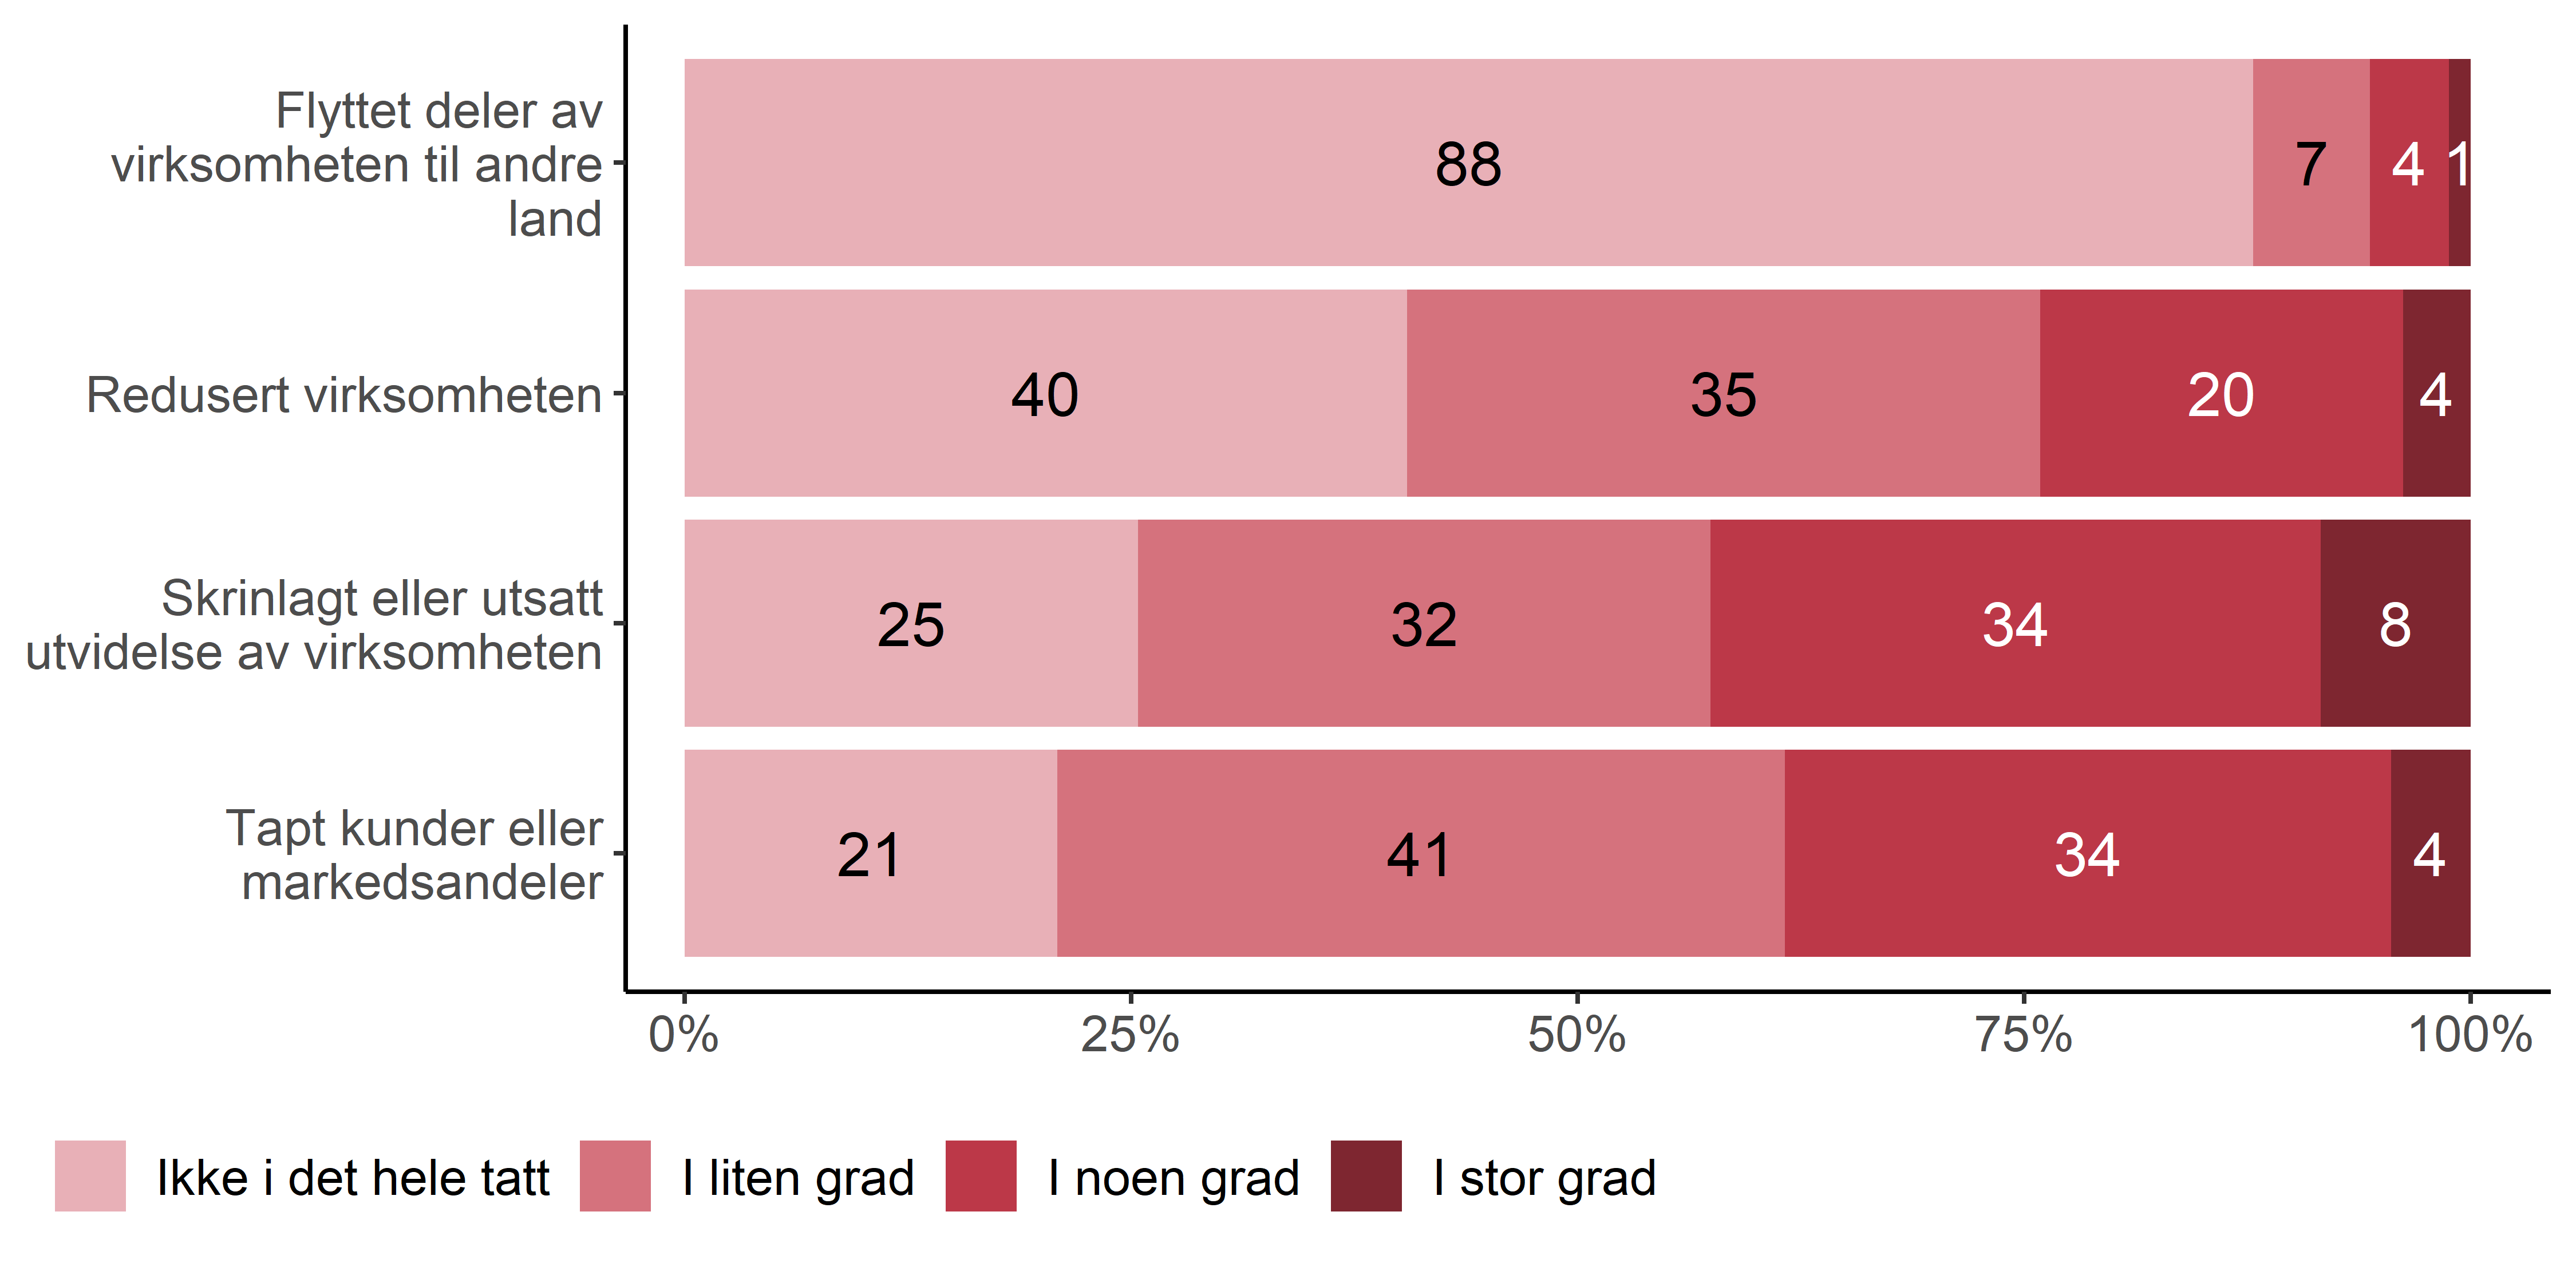 Flyttet deler av
virksomheten til andre
land
88 7 4 1
Redusert virksomheten
40 35 20 4
Skrinlagt eller utsatt
utvidelse av virksomheten
25 32 34 8
Tapt kunder eller
markedsandeler
21 41 34 4
0% 25% 50% 75% 100%
Ikke i det hele tatt I liten grad I noen grad I stor grad